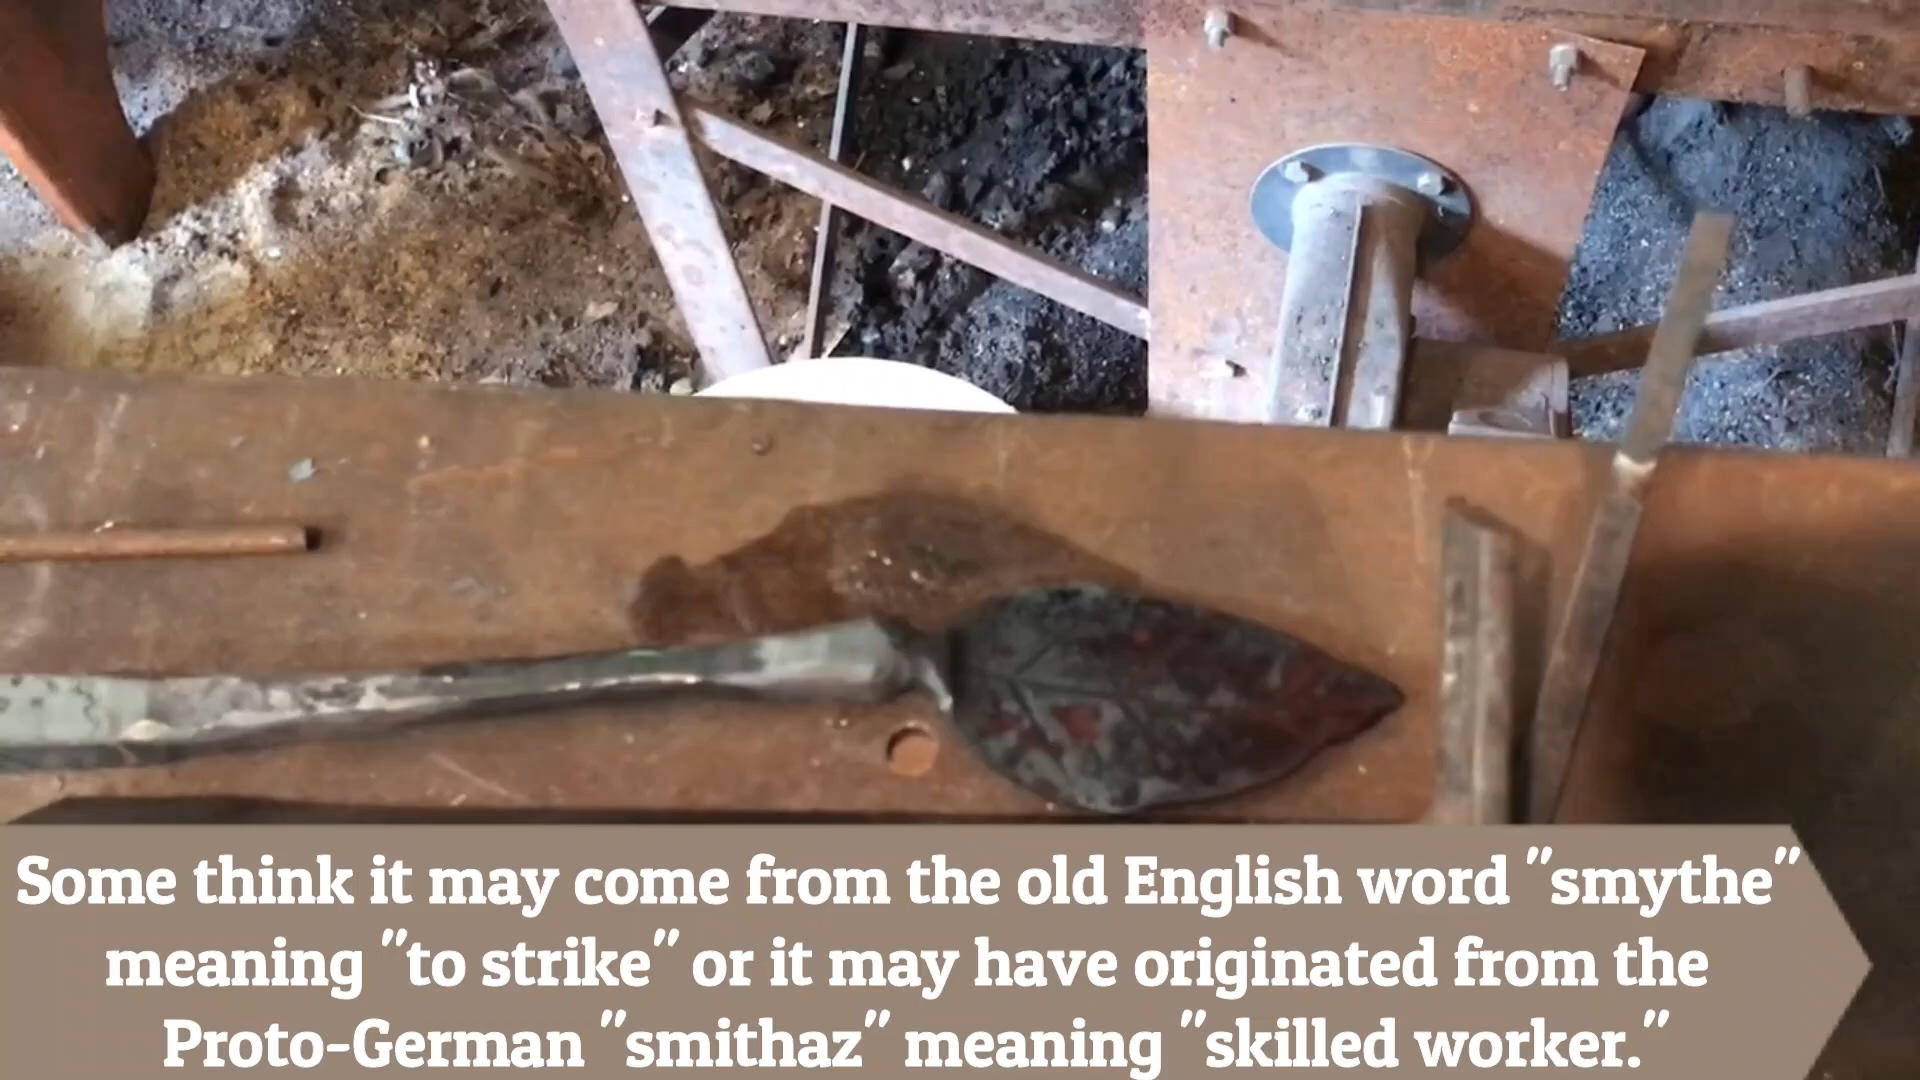 Some think it may come from the old English word "smythe"
meaning "to strike" or it may have originated from the
Proto-German "smithaz" meaning "skilled worker."